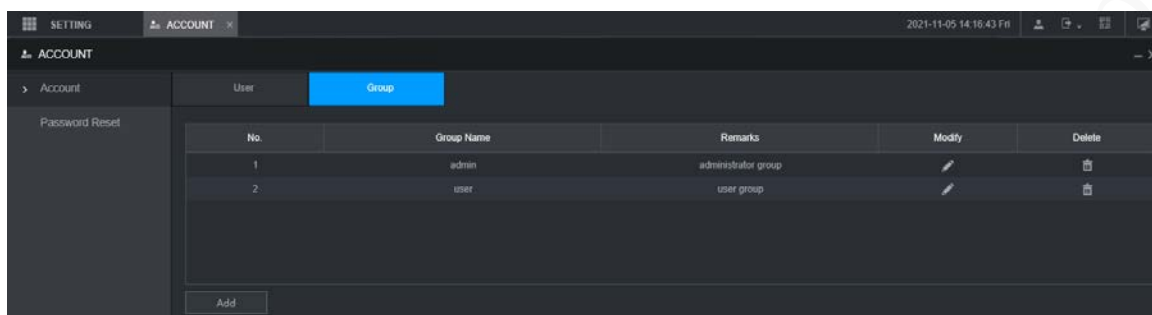 SETTING ACCOUNT × 2021-11-05 14:16:43 Fri
ACCOUNT
Account User Group
Password Reset
No. Group Name Remarks Modify Delete
1 admin administrator group
2 user user group
Add